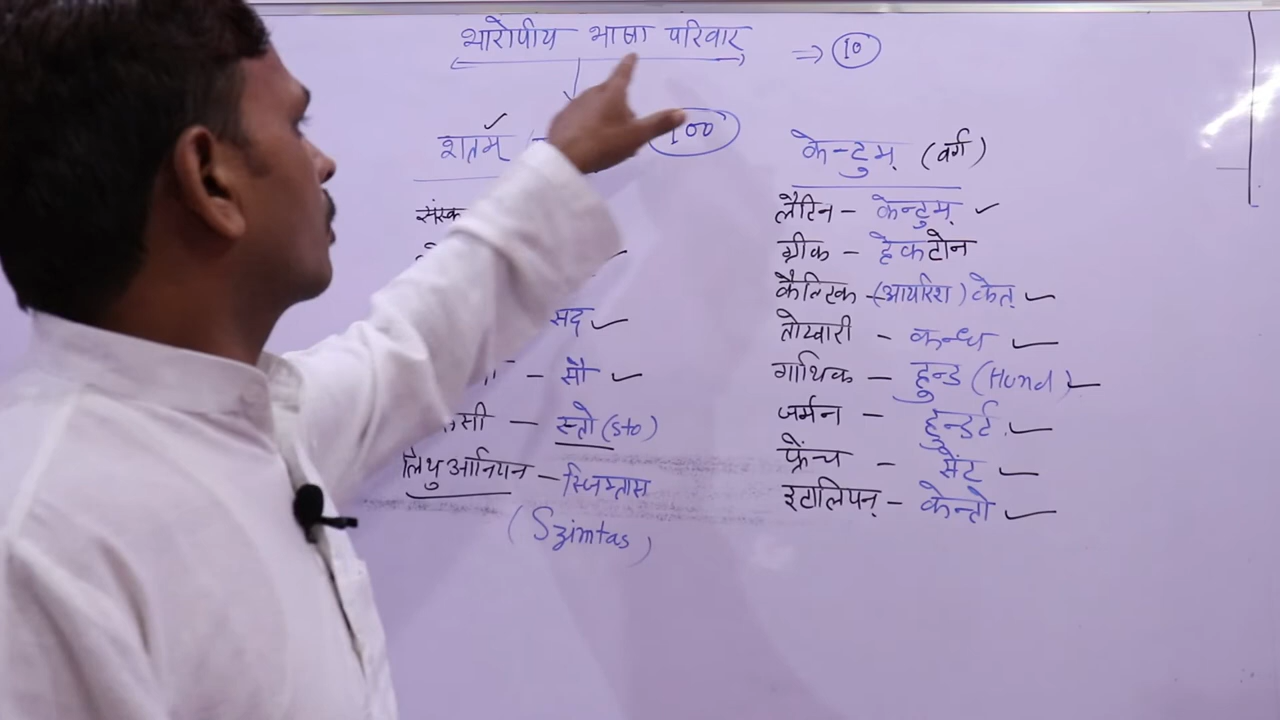 भारोपीय भाषा परिवार => 10
शतम् 100
केन्टुम् (वर्ग)
संस्क
सद्
– सौ
सी – स्तो (sto)
लिथुआनियन – स्जिम्तास
(Szimtas)
लैटिन – केन्टुम्
ग्रीक – हेकटोन
कैल्टिक – (आयरिश) केत्
तोखारी – कन्ध
गाथिक – हुन्ड (Hund)
जर्मन – हुन्डर्ट
फ्रेंच – सेंट
इटालियन् – केन्तो